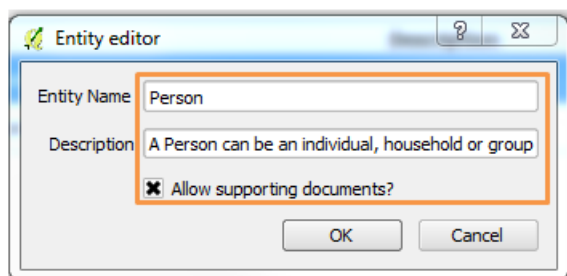 Entity editor
Entity Name Person
Description A Person can be an individual, household or group
Allow supporting documents?
OK Cancel